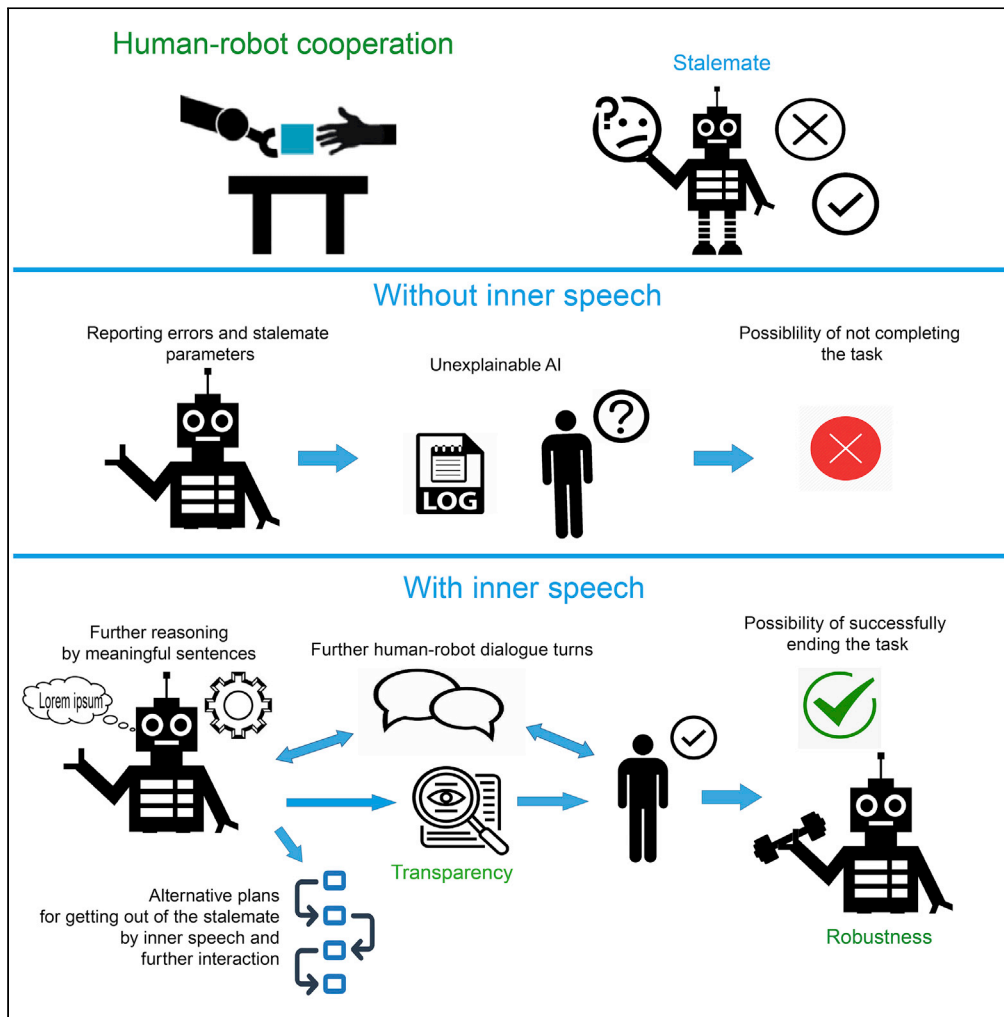 Human-robot cooperation
Stalemate
?
Without inner speech
Reporting errors and stalemate
parameters
Unexplainable AI
Possiblility of not completing
the task
?
LOG
With inner speech
Further reasoning
by meaningful sentences
Further human-robot dialogue turns
Possibility of successfully
ending the task
Lorem ipsum
Transparency
Alternative plans
for getting out of the stalemate
by inner speech and
further interaction
Robustness